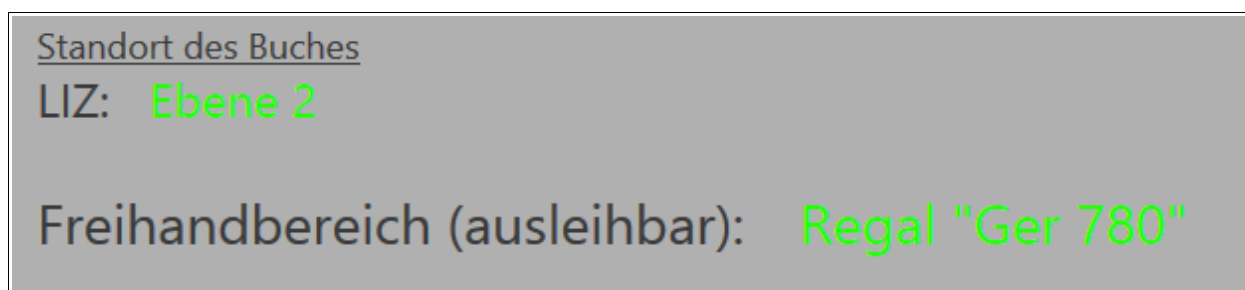 Standort des Buches
LIZ: Ebene 2
Freihandbereich (ausleihbar): Regal "Ger 780"